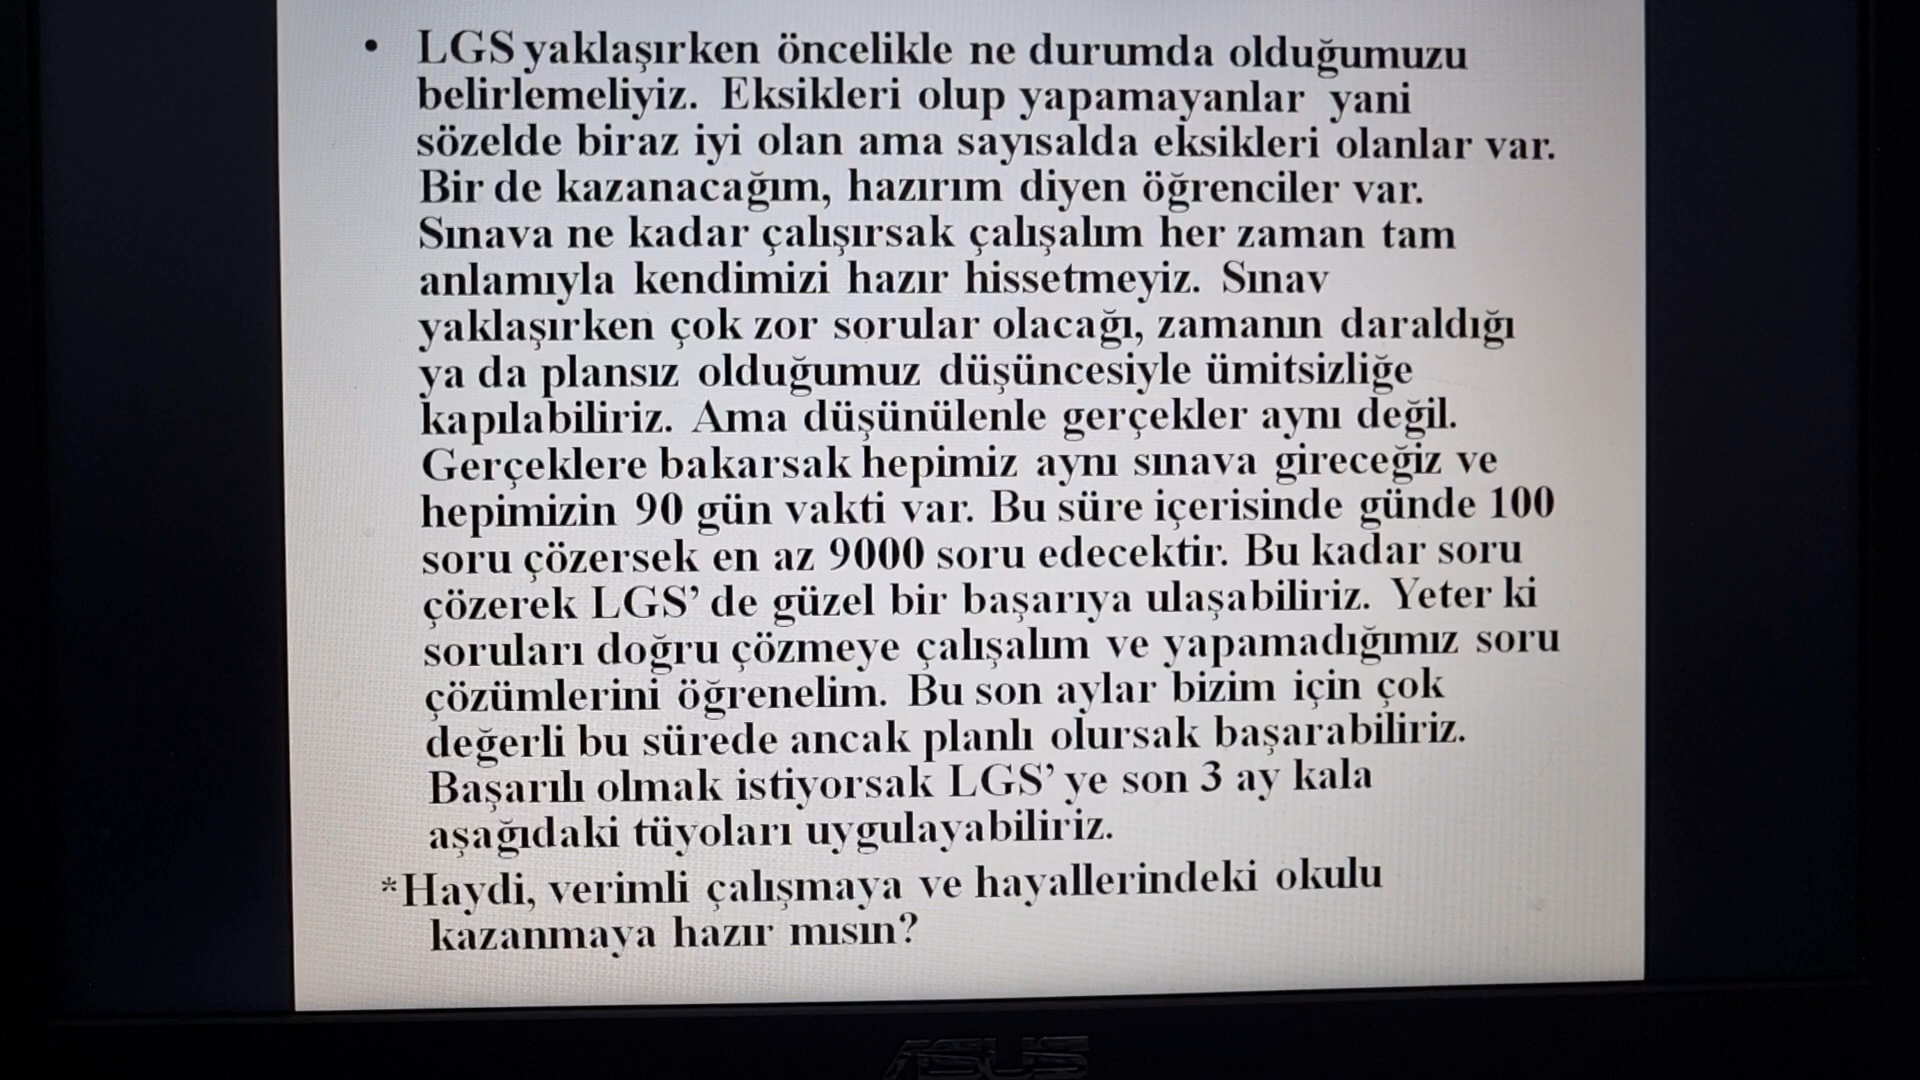 • LGS yaklaşırken öncelikle ne durumda olduğumuzu
belirlemeliyiz. Eksikleri olup yapamayanlar yani
sözelde biraz iyi olan ama sayısalda eksikleri olanlar var.
Bir de kazanacağım, hazırım diyen öğrenciler var.
Sınava ne kadar çalışırsak çalışalım her zaman tam
anlamıyla kendimizi hazır hissetmeyiz. Sınav
yaklaşırken çok zor sorular olacağı, zamanın daraldığı
ya da plansız olduğumuz düşüncesiyle ümitsizliğe
kapılabiliriz. Ama düşünülenle gerçekler aynı değil.
Gerçeklere bakarsak hepimiz aynı sınava gireceğiz ve
hepimizin 90 gün vakti var. Bu süre içerisinde günde 100
soru çözersek en az 9000 soru edecektir. Bu kadar soru
çözerek LGS’ de güzel bir başarıya ulaşabiliriz. Yeter ki
soruları doğru çözmeye çalışalım ve yapamadığımız soru
çözümlerini öğrenelim. Bu son aylar bizim için çok
değerli bu sürede ancak planlı olursak başarabiliriz.
Başarılı olmak istiyorsak LGS’ ye son 3 ay kala
aşağıdaki tüyoları uygulayabiliriz.
*Haydi, verimli çalışmaya ve hayallerindeki okulu
kazanmaya hazır mısın?
ASUS